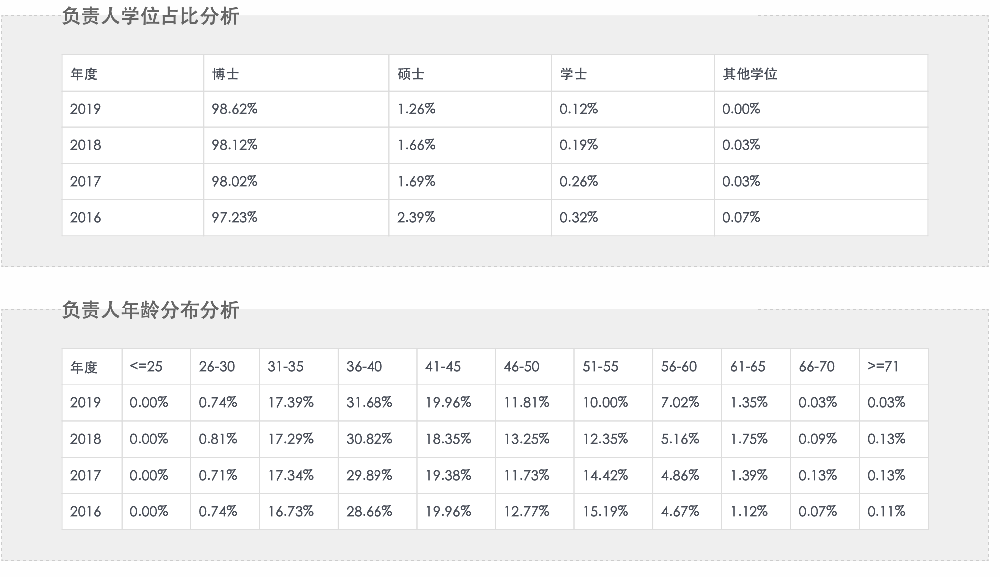 负责人学位占比分析
年度 博士 硕士 学士 其他学位
2019 98.62% 1.26% 0.12% 0.00%
2018 98.12% 1.66% 0.19% 0.03%
2017 98.02% 1.69% 0.26% 0.03%
2016 97.23% 2.39% 0.32% 0.07%
负责人年龄分布分析
年度 <=25 26-30 31-35 36-40 41-45 46-50 51-55 56-60 61-65 66-70 >=71
2019 0.00% 0.74% 17.39% 31.68% 19.96% 11.81% 10.00% 7.02% 1.35% 0.03% 0.03%
2018 0.00% 0.81% 17.29% 30.82% 18.35% 13.25% 12.35% 5.16% 1.75% 0.09% 0.13%
2017 0.00% 0.71% 17.34% 29.89% 19.38% 11.73% 14.42% 4.86% 1.39% 0.13% 0.13%
2016 0.00% 0.74% 16.73% 28.66% 19.96% 12.77% 15.19% 4.67% 1.12% 0.07% 0.11%